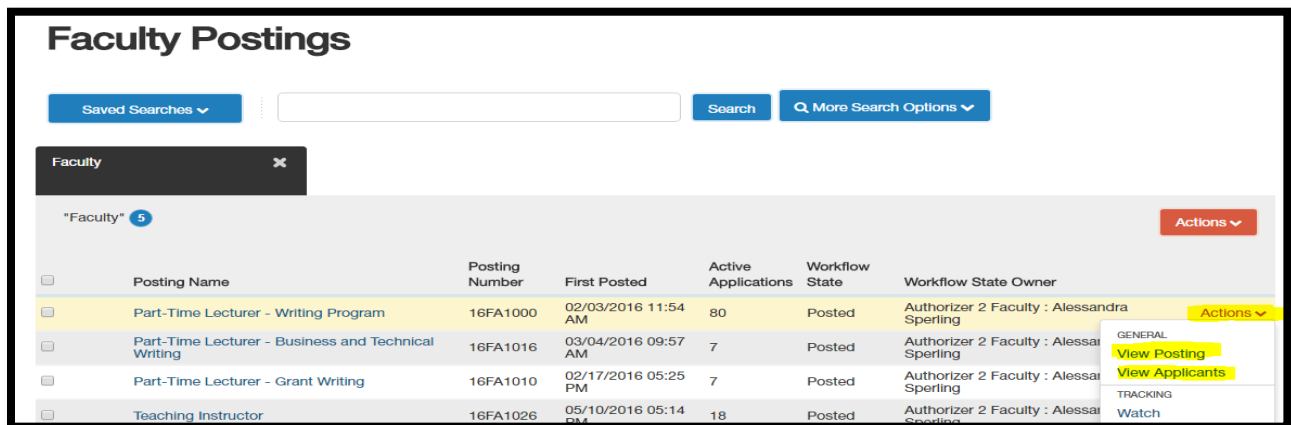 Faculty Postings
Saved Searches Search More Search Options
Faculty
"Faculty" 5
Actions
Posting Name Posting Number First Posted Active Applications Workflow State Workflow State Owner
Part-Time Lecturer - Writing Program 16FA1000 02/03/2016 11:54 AM 80 Posted Authorizer 2 Faculty : Alessandra Sperling Actions
Part-Time Lecturer - Business and Technical Writing 16FA1016 03/04/2016 09:57 AM 7 Posted Authorizer 2 Faculty : Alessar Sperling
Part-Time Lecturer - Grant Writing 16FA1010 02/17/2016 05:25 PM 7 Posted Authorizer 2 Faculty : Alessar Sperling
Teaching Instructor 16FA1026 05/10/2016 05:14 PM 18 Posted Authorizer 2 Faculty : Alessar Sperling
GENERAL
View Posting
View Applicants
TRACKING
Watch